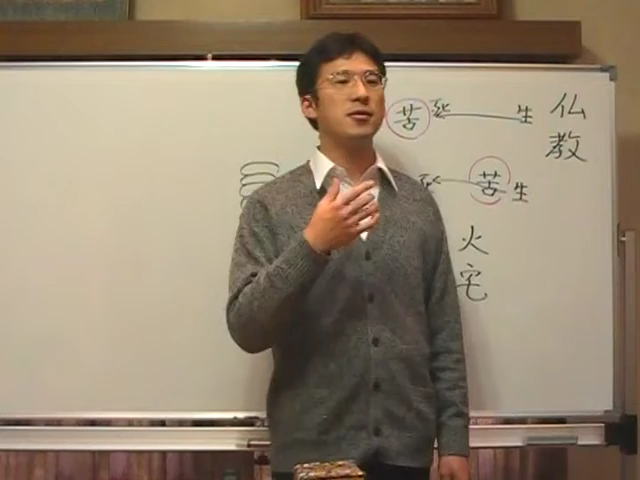 仏教
生 死 苦
生 苦 死
火宅